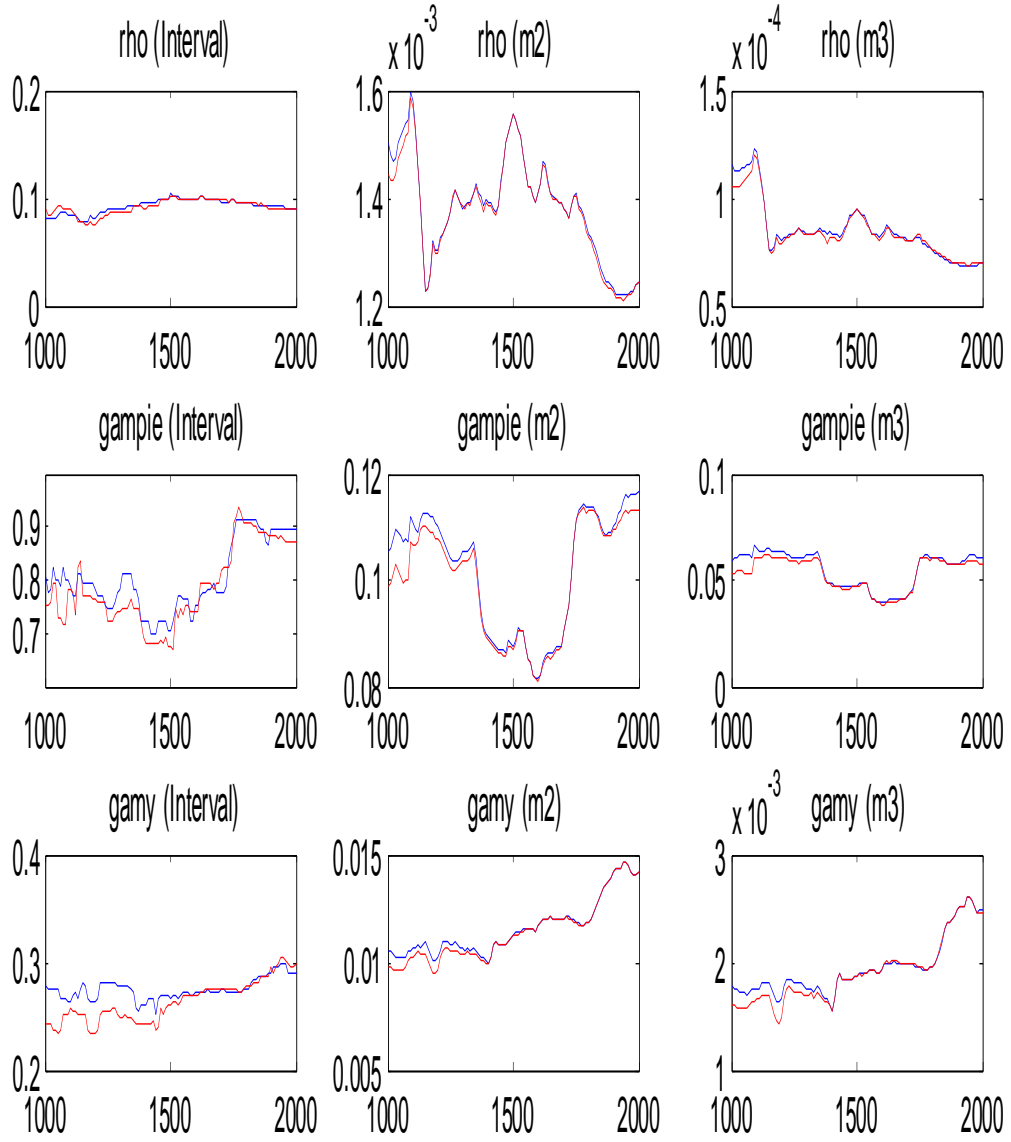 rho (Interval)
x 10^-3 rho (m2)
x 10^-4 rho (m3)
0.2
0.1
0
1000 1500 2000
1.6
1.4
1.2
1000 1500 2000
1.5
1
0.5
1000 1500 2000
gampie (Interval)
gampie (m2)
gampie (m3)
0.9
0.8
0.7
1000 1500 2000
0.12
0.1
0.08
1000 1500 2000
0.1
0.05
0
1000 1500 2000
gamy (Interval)
gamy (m2)
x 10^-3 gamy (m3)
0.4
0.3
0.2
1000 1500 2000
0.015
0.01
0.005
1000 1500 2000
3
2
1
1000 1500 2000